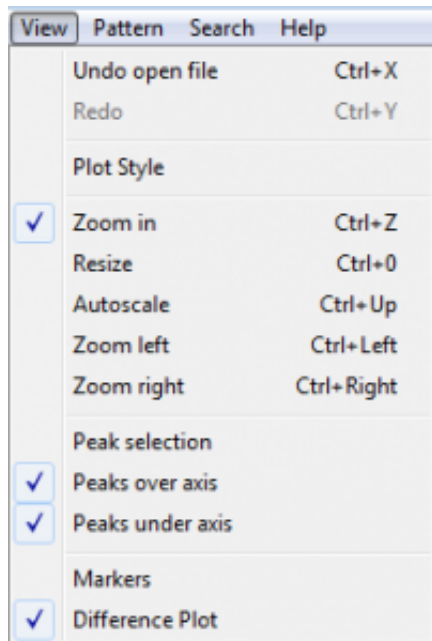 View Pattern Search Help
Undo open file Ctrl+X
Redo Ctrl+Y
Plot Style
Zoom in Ctrl+Z
Resize Ctrl+0
Autoscale Ctrl+Up
Zoom left Ctrl+Left
Zoom right Ctrl+Right
Peak selection
Peaks over axis
Peaks under axis
Markers
Difference Plot